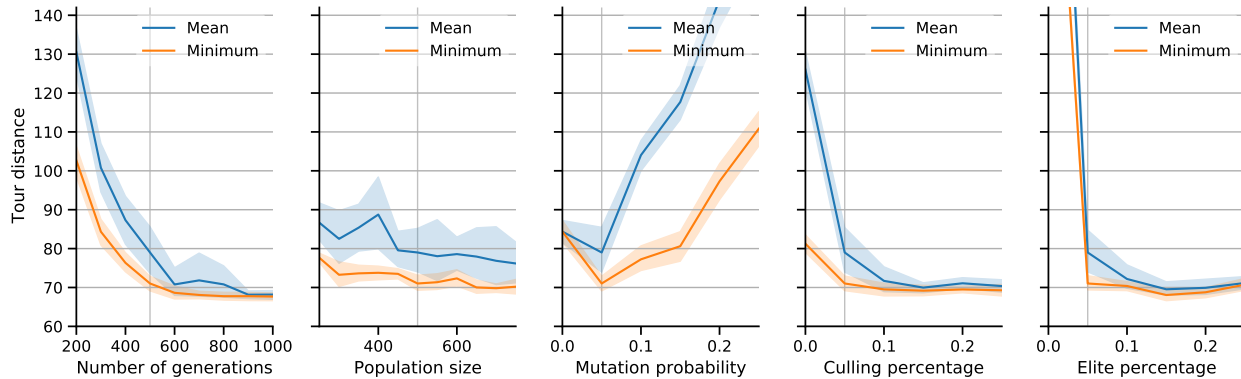 140
130
120
110
100
90
80
70
60
Tour distance
Mean
Minimum
200 400 600 800 1000
Number of generations
Mean
Minimum
400 600
Population size
Mean
Minimum
0.0 0.1 0.2
Mutation probability
Mean
Minimum
0.0 0.1 0.2
Culling percentage
Mean
Minimum
0.0 0.1 0.2
Elite percentage